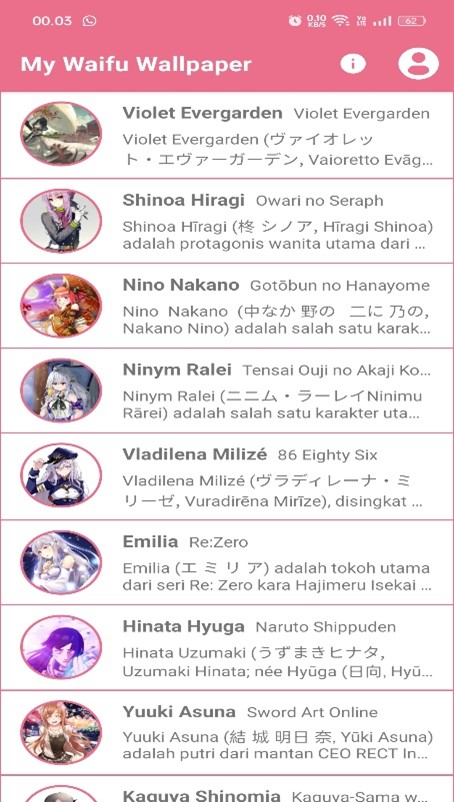 00.03
0.10 KB/S
Vo LTE
62
My Waifu Wallpaper
Violet Evergarden Violet Evergarden
Violet Evergarden (ヴァイオレッ
ト・エヴァーガーデン, Vaioretto Evāg...
Shinoa Hiragi Owari no Seraph
Shinoa Hīragi (柊 シノア, Hīragi Shinoa)
adalah protagonis wanita utama dari ...
Nino Nakano Gotōbun no Hanayome
Nino Nakano (中なか 野の 二に 乃の,
Nakano Nino) adalah salah satu karak...
Ninym Ralei Tensai Ouji no Akaji Ko...
Ninym Ralei (ニニム・ラーレイNinimu
Rārei) adalah salah satu karakter uta...
Vladilena Milizé 86 Eighty Six
Vladilena Milizé (ヴラディレーナ・ミ
リーゼ, Vuradirēna Mirīze), disingkat ...
Emilia Re:Zero
Emilia (エ ミ リ ア) adalah tokoh utama
dari seri Re: Zero kara Hajimeru Isekai ...
Hinata Hyuga Naruto Shippuden
Hinata Uzumaki (うずまきヒナタ,
Uzumaki Hinata; née Hyūga (日向, Hyū...
Yuuki Asuna Sword Art Online
Yuuki Asuna (結 城 明日 奈, Yūki Asuna)
adalah putri dari mantan CEO RECT In...
Kaguya Shinomia Kaguya-Sama w...